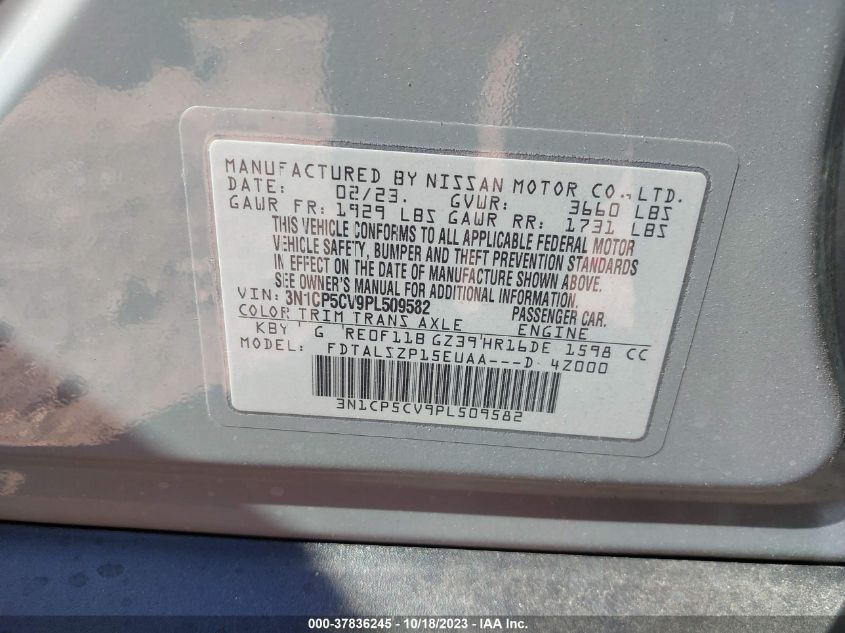 MANUFACTURED BY NISSAN MOTOR CO., LTD.
DATE: 02/23. GVWR: 3660 LBS
GAWR FR: 1929 LBS GAWR RR: 1731 LBS
THIS VEHICLE CONFORMS TO ALL APPLICABLE FEDERAL MOTOR
VEHICLE SAFETY, BUMPER AND THEFT PREVENTION STANDARDS
IN EFFECT ON THE DATE OF MANUFACTURE SHOWN ABOVE.
SEE OWNERS MANUAL FOR ADDITIONAL INFORMATION.
VIN: 3N1CP5CV9PL509582 PASSENGER CAR.
COLOR TRIM TRANS AXLE ENGINE
KBY G RE0F11B GZ39 HR16DE 1598 CC
MODEL: FDTALSZP15EUAA---D- 4Z000
3N1CP5CV9PL509582
000-37836245 - 10/18/2023 - IAA Inc.